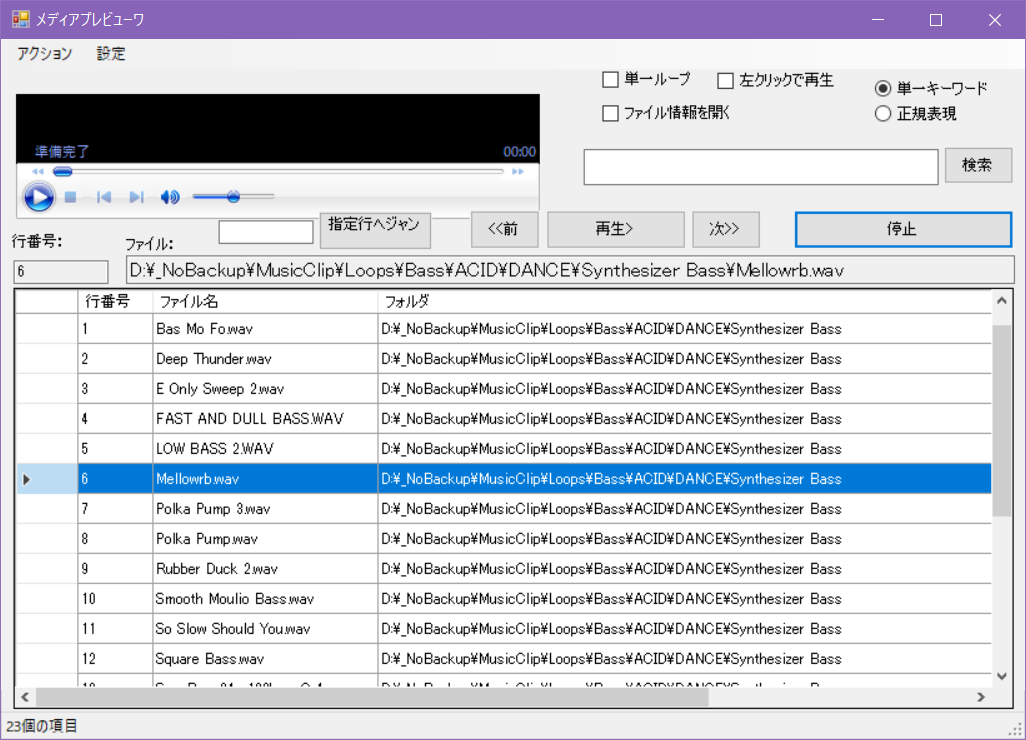 メディアプレビューワ
アクション 設定
単一ループ 左クリックで再生
ファイル情報を開く
単一キーワード
正規表現
準備完了 00:00
検索
行番号: ファイル: 指定行へジャン <<前 再生> 次>> 停止
6 D:¥_NoBackup¥MusicClip¥Loops¥Bass¥ACID¥DANCE¥Synthesizer Bass¥Mellowrb.wav
行番号 ファイル名 フォルダ
1 Bas Mo Fo.wav D:¥_NoBackup¥MusicClip¥Loops¥Bass¥ACID¥DANCE¥Synthesizer Bass
2 Deep Thunder.wav D:¥_NoBackup¥MusicClip¥Loops¥Bass¥ACID¥DANCE¥Synthesizer Bass
3 E Only Sweep 2.wav D:¥_NoBackup¥MusicClip¥Loops¥Bass¥ACID¥DANCE¥Synthesizer Bass
4 FAST AND DULL BASS.WAV D:¥_NoBackup¥MusicClip¥Loops¥Bass¥ACID¥DANCE¥Synthesizer Bass
5 LOW BASS 2.WAV D:¥_NoBackup¥MusicClip¥Loops¥Bass¥ACID¥DANCE¥Synthesizer Bass
6 Mellowrb.wav D:¥_NoBackup¥MusicClip¥Loops¥Bass¥ACID¥DANCE¥Synthesizer Bass
7 Polka Pump 3.wav D:¥_NoBackup¥MusicClip¥Loops¥Bass¥ACID¥DANCE¥Synthesizer Bass
8 Polka Pump.wav D:¥_NoBackup¥MusicClip¥Loops¥Bass¥ACID¥DANCE¥Synthesizer Bass
9 Rubber Duck 2.wav D:¥_NoBackup¥MusicClip¥Loops¥Bass¥ACID¥DANCE¥Synthesizer Bass
10 Smooth Moulio Bass.wav D:¥_NoBackup¥MusicClip¥Loops¥Bass¥ACID¥DANCE¥Synthesizer Bass
11 So Slow Should You.wav D:¥_NoBackup¥MusicClip¥Loops¥Bass¥ACID¥DANCE¥Synthesizer Bass
12 Square Bass.wav D:¥_NoBackup¥MusicClip¥Loops¥Bass¥ACID¥DANCE¥Synthesizer Bass
23個の項目